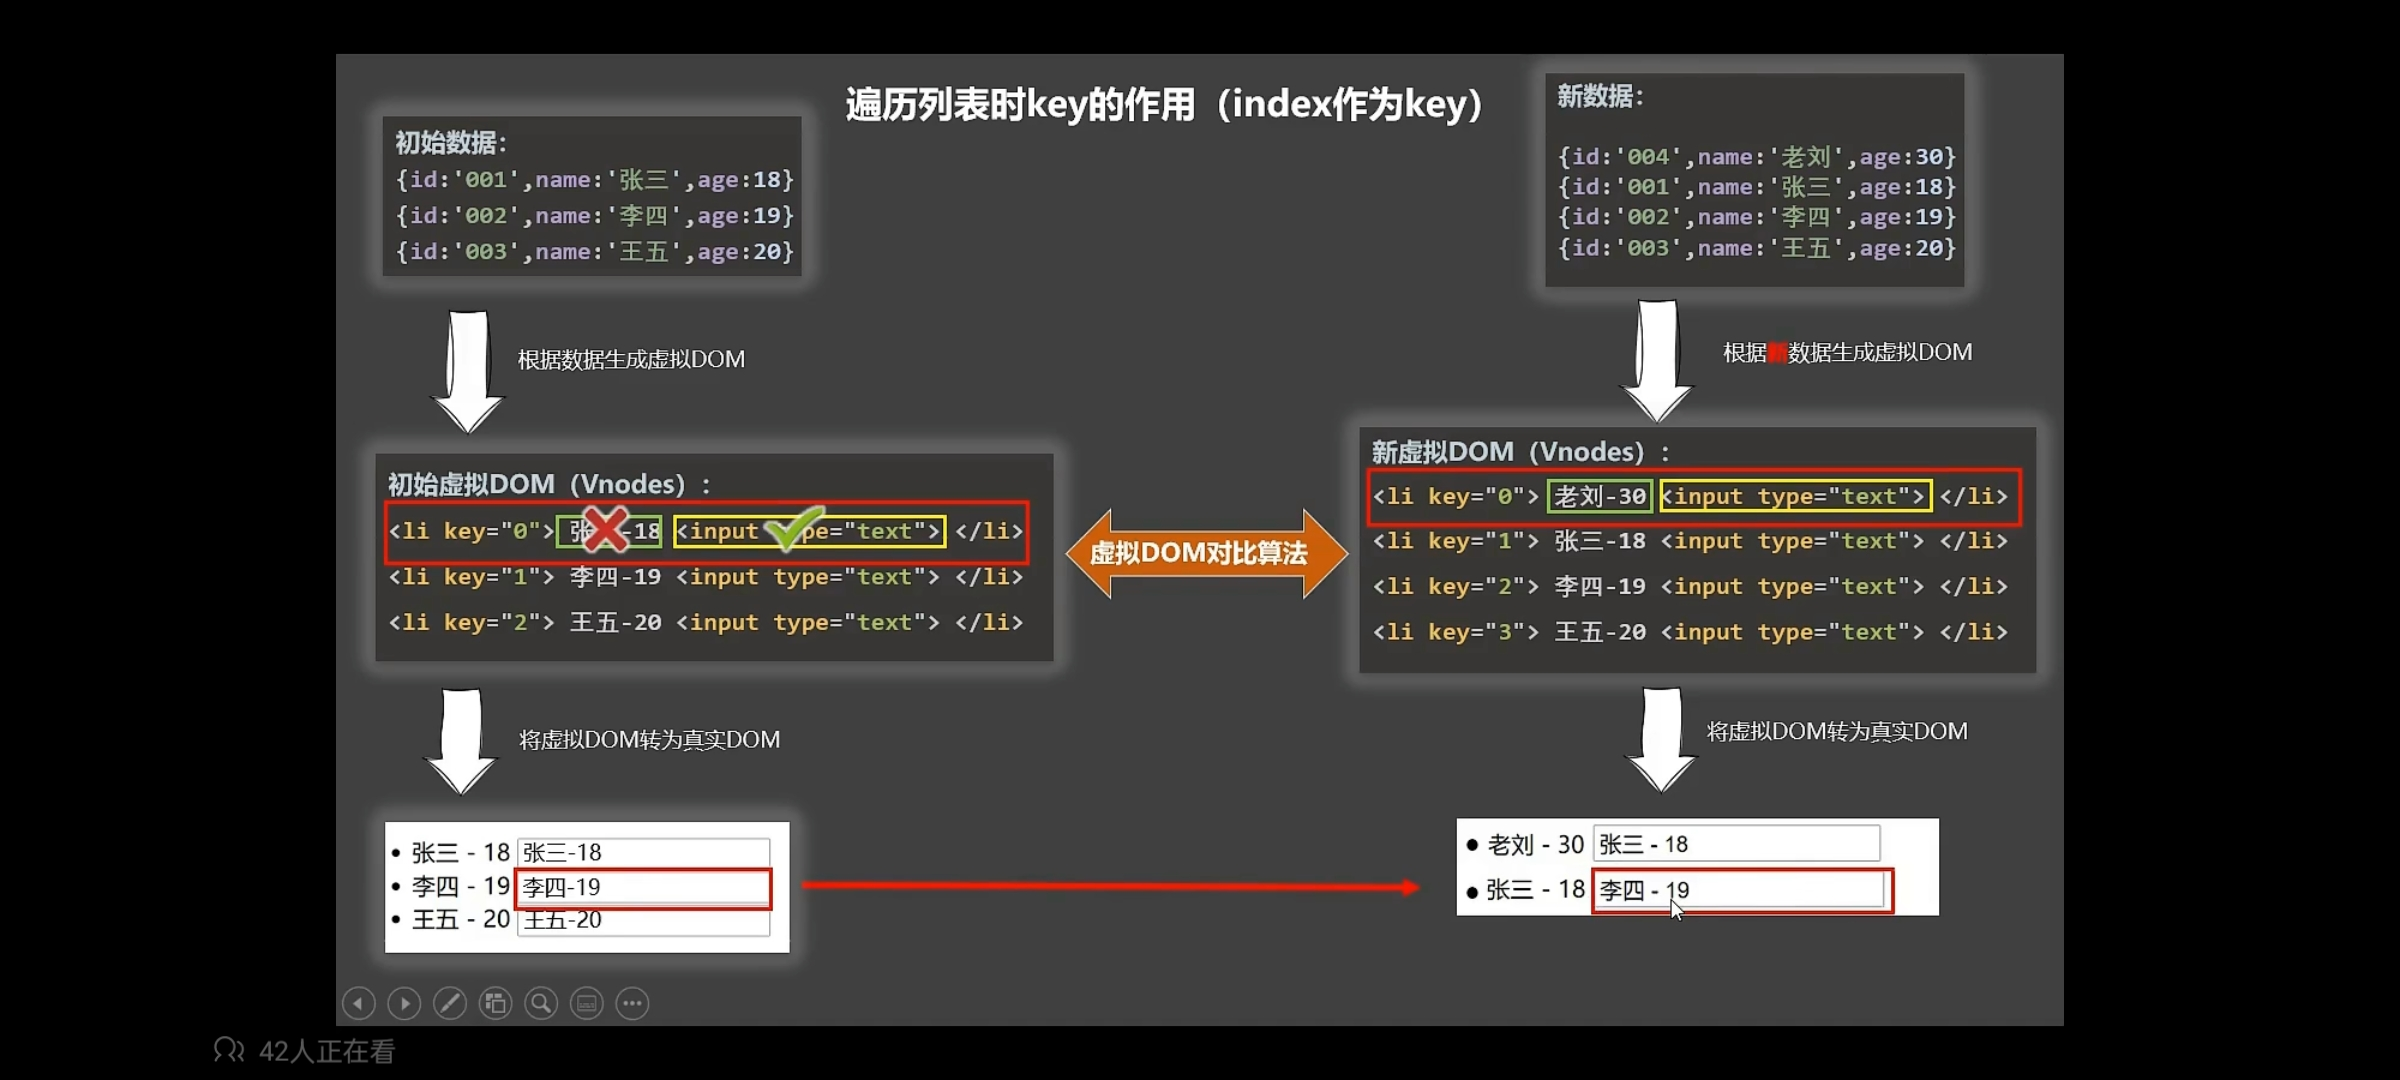 遍历列表时key的作用（index作为key）
初始数据：
{id:'001',name:'张三',age:18}
{id:'002',name:'李四',age:19}
{id:'003',name:'王五',age:20}
新数据：
{id:'004',name:'老刘',age:30}
{id:'001',name:'张三',age:18}
{id:'002',name:'李四',age:19}
{id:'003',name:'王五',age:20}
根据数据生成虚拟DOM
根据新数据生成虚拟DOM
初始虚拟DOM（Vnodes）：
<li key="0"> 张 -18 <input type="text"> </li>
<li key="1"> 李四-19 <input type="text"> </li>
<li key="2"> 王五-20 <input type="text"> </li>
虚拟DOM对比算法
新虚拟DOM（Vnodes）：
<li key="0"> 老刘-30 <input type="text"> </li>
<li key="1"> 张三-18 <input type="text"> </li>
<li key="2"> 李四-19 <input type="text"> </li>
<li key="3"> 王五-20 <input type="text"> </li>
将虚拟DOM转为真实DOM
将虚拟DOM转为真实DOM
张三 - 18 张三-18
李四 - 19 李四-19
王五 - 20 王五-20
老刘 - 30 张三 - 18
张三 - 18 李四 - 19
42人正在看